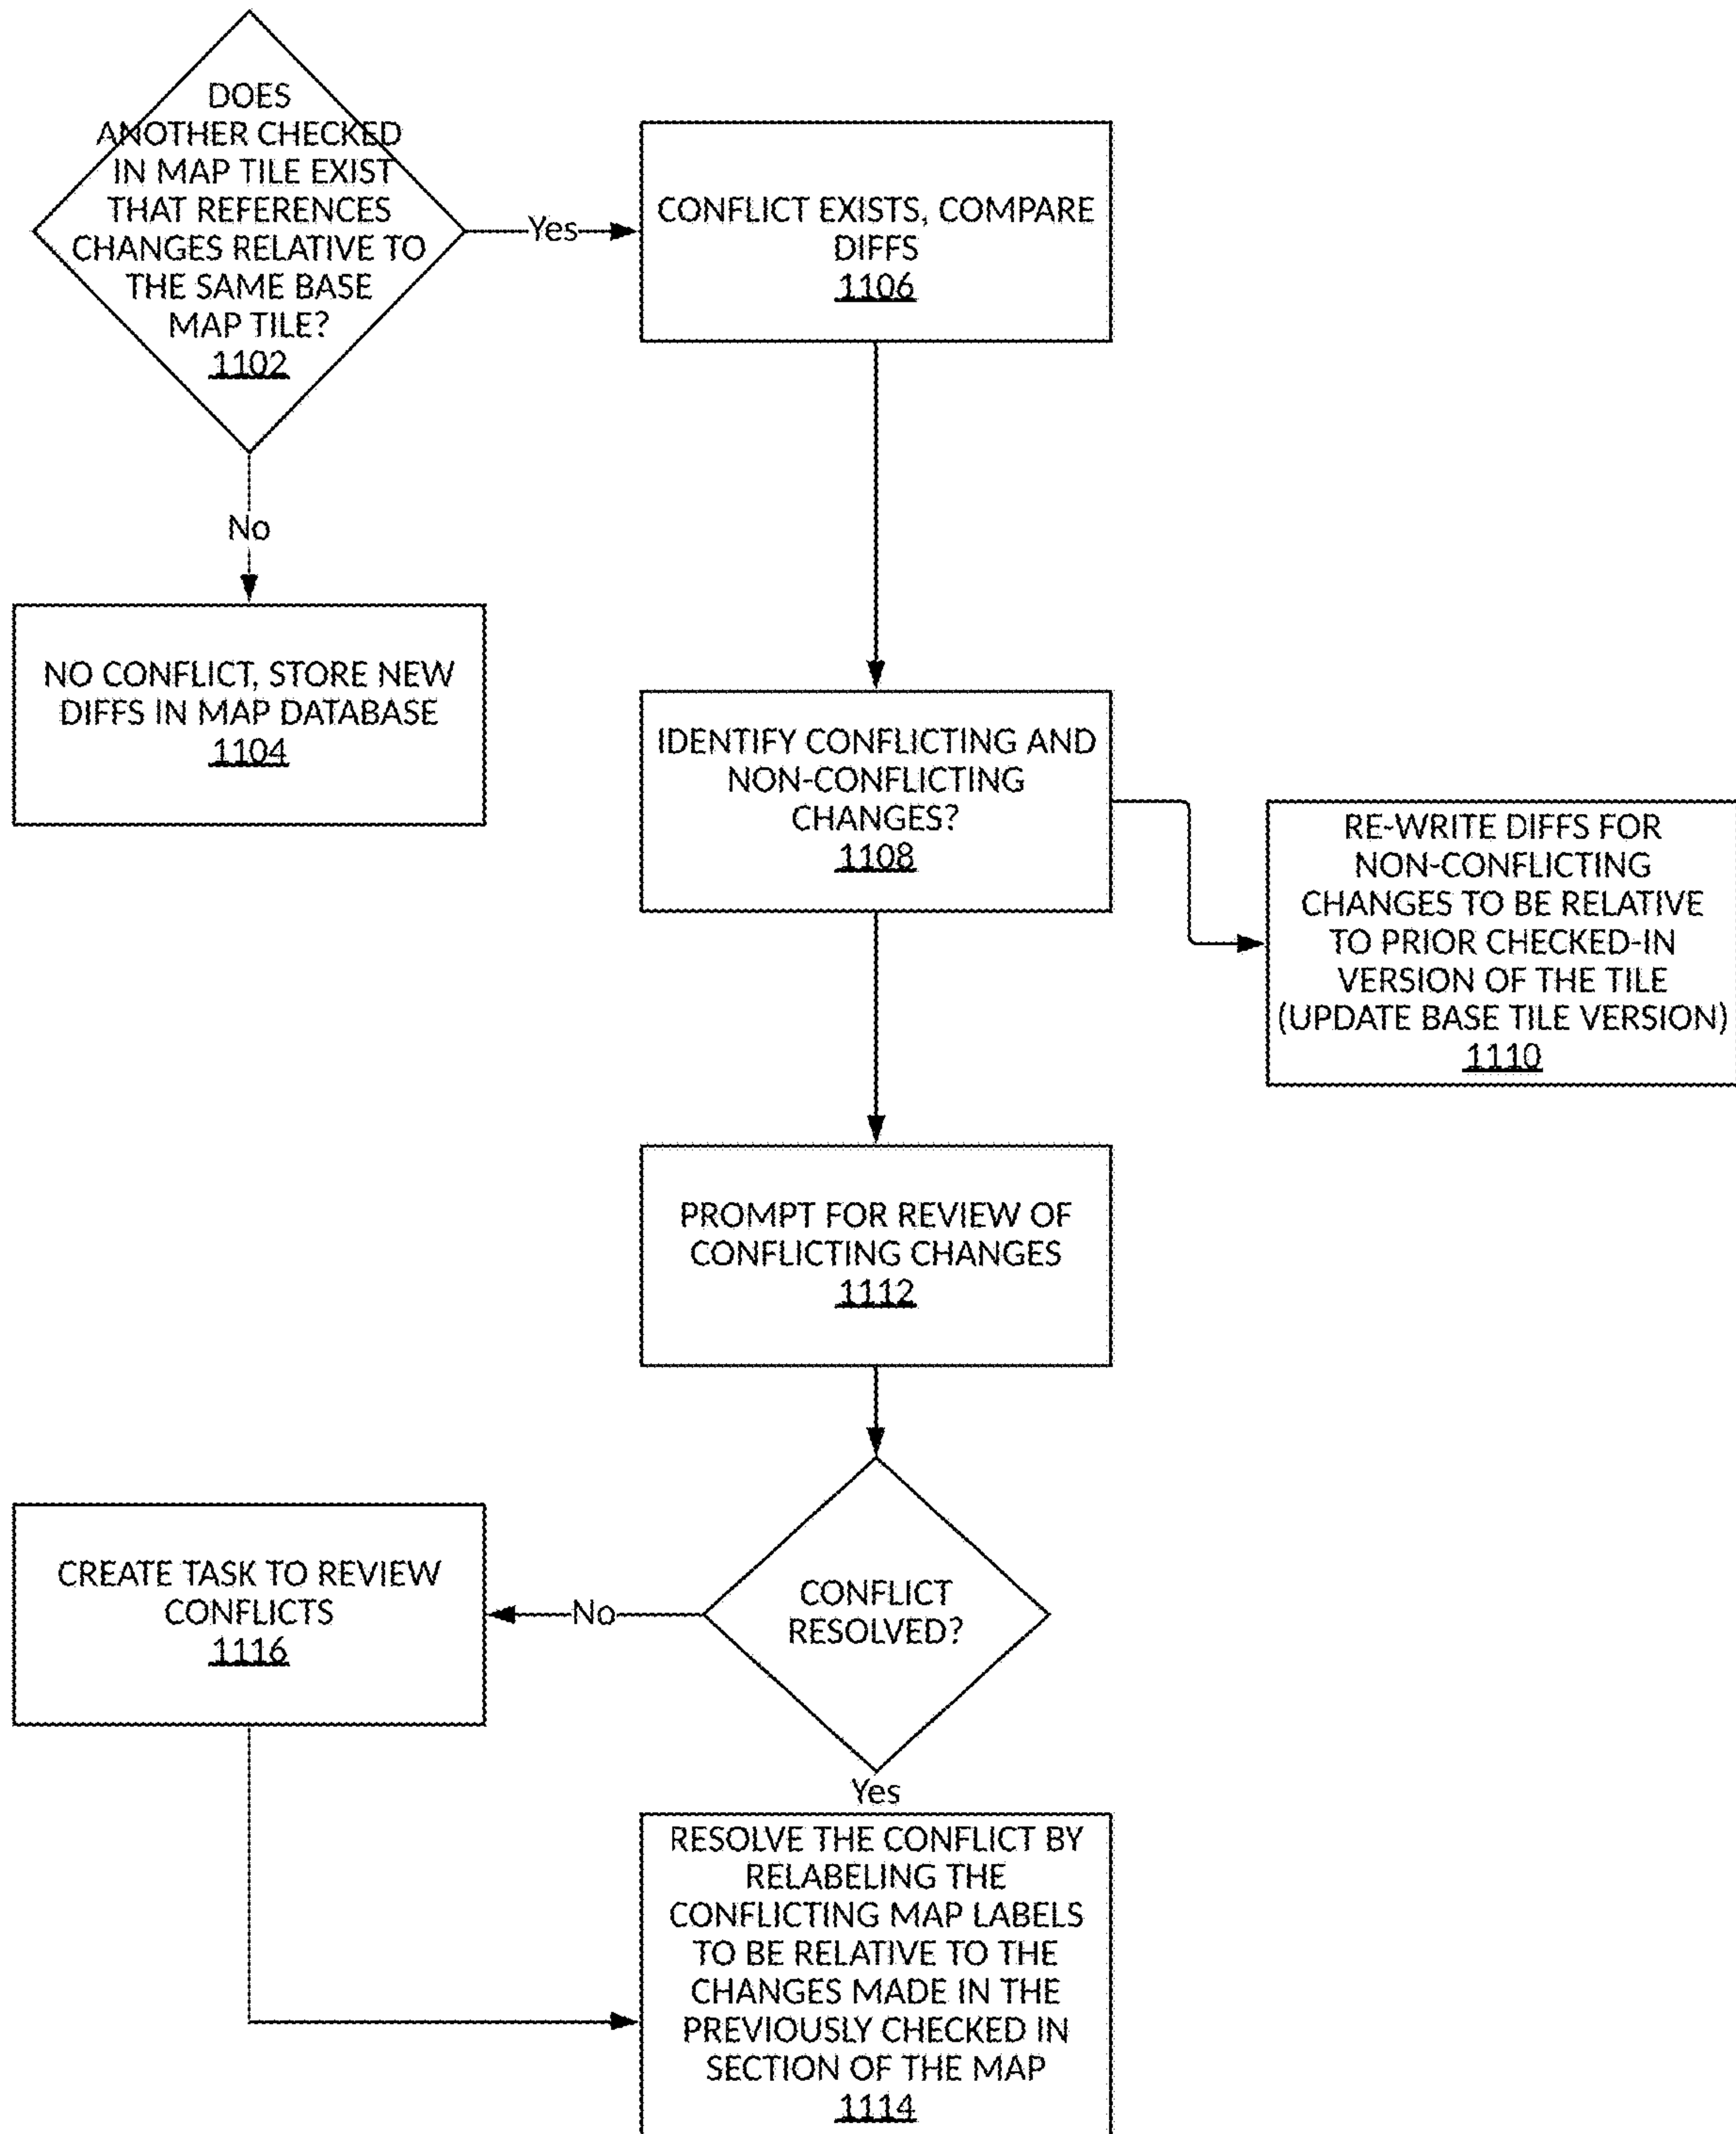 DOES
ANOTHER CHECKED
IN MAP TILE EXIST
THAT REFERENCES
CHANGES RELATIVE TO
THE SAME BASE
MAP TILE?
1102
Yes
CONFLICT EXISTS, COMPARE
DIFFS
1106
No
NO CONFLICT, STORE NEW
DIFFS IN MAP DATABASE
1104
IDENTIFY CONFLICTING AND
NON-CONFLICTING
CHANGES?
1108
RE-WRITE DIFFS FOR
NON-CONFLICTING
CHANGES TO BE RELATIVE
TO PRIOR CHECKED-IN
VERSION OF THE TILE
(UPDATE BASE TILE VERSION)
1110
PROMPT FOR REVIEW OF
CONFLICTING CHANGES
1112
CONFLICT
RESOLVED?
No
CREATE TASK TO REVIEW
CONFLICTS
1116
Yes
RESOLVE THE CONFLICT BY
RELABELING THE
CONFLICTING MAP LABELS
TO BE RELATIVE TO THE
CHANGES MADE IN THE
PREVIOUSLY CHECKED IN
SECTION OF THE MAP
1114